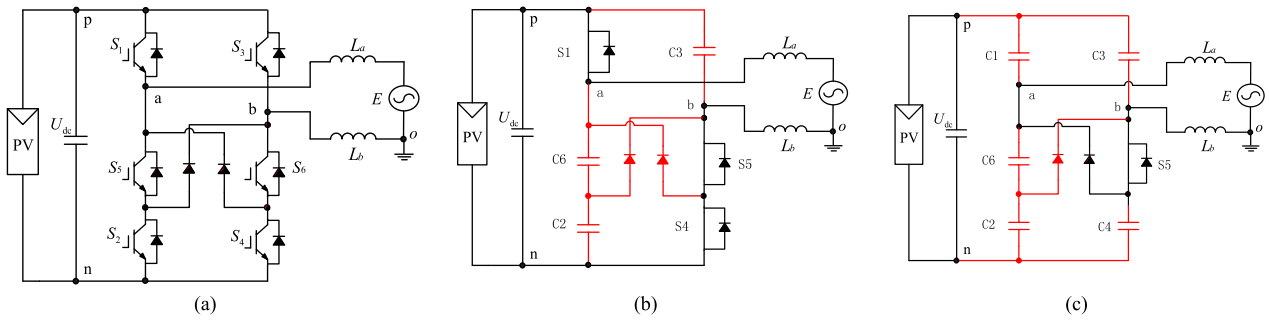 p
S1
S3
La
a
b
E
PV
Udc
o
Lb
S5
S6
S2
S4
n
(a)
p
S1
C3
La
a
b
E
PV
Udc
o
Lb
C6
S5
C2
S4
n
(b)
p
C1
C3
La
a
b
E
PV
Udc
o
Lb
C6
S5
C2
C4
n
(c)